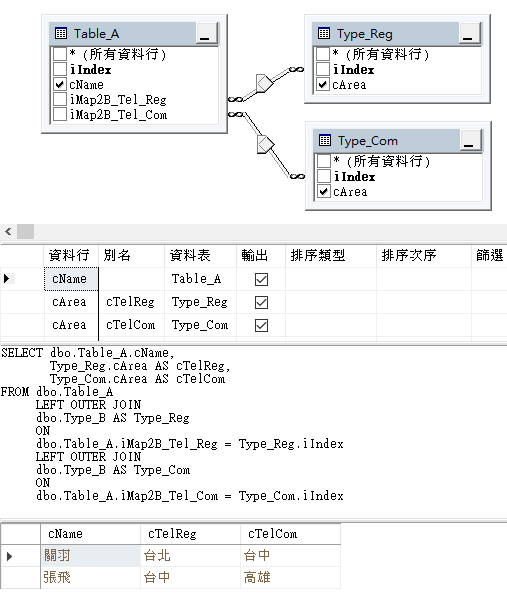 Table_A
* (所有資料行)
iIndex
cName
iMap2B_Tel_Reg
iMap2B_Tel_Com
Type_Reg
* (所有資料行)
iIndex
cArea
Type_Com
* (所有資料行)
iIndex
cArea
資料行 別名 資料表 輸出 排序類型 排序次序 篩選
cName Table_A
cArea cTelReg Type_Reg
cArea cTelCom Type_Com
SELECT dbo.Table_A.cName,
Type_Reg.cArea AS cTelReg,
Type_Com.cArea AS cTelCom
FROM dbo.Table_A
LEFT OUTER JOIN
dbo.Type_B AS Type_Reg
ON
dbo.Table_A.iMap2B_Tel_Reg = Type_Reg.iIndex
LEFT OUTER JOIN
dbo.Type_B AS Type_Com
ON
dbo.Table_A.iMap2B_Tel_Com = Type_Com.iIndex
cName cTelReg cTelCom
關羽 台北 台中
張飛 台中 高雄